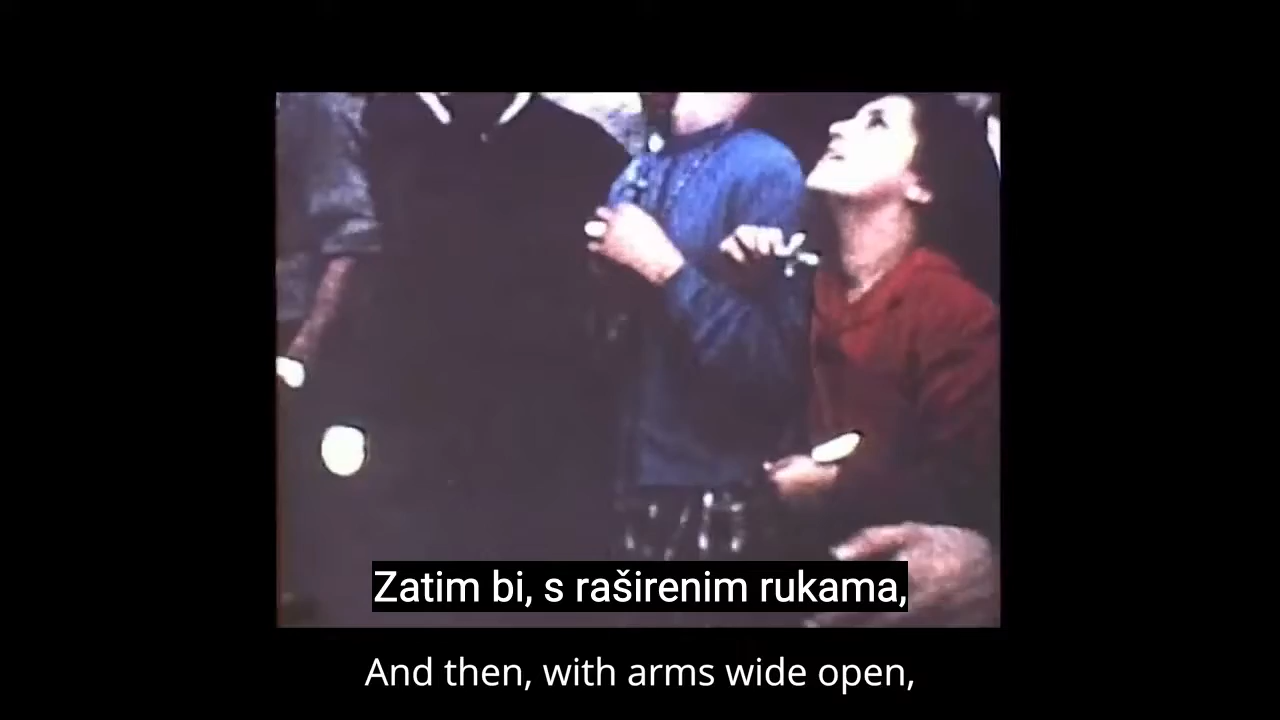 Zatim bi, s raširenim rukama,
And then, with arms wide open,